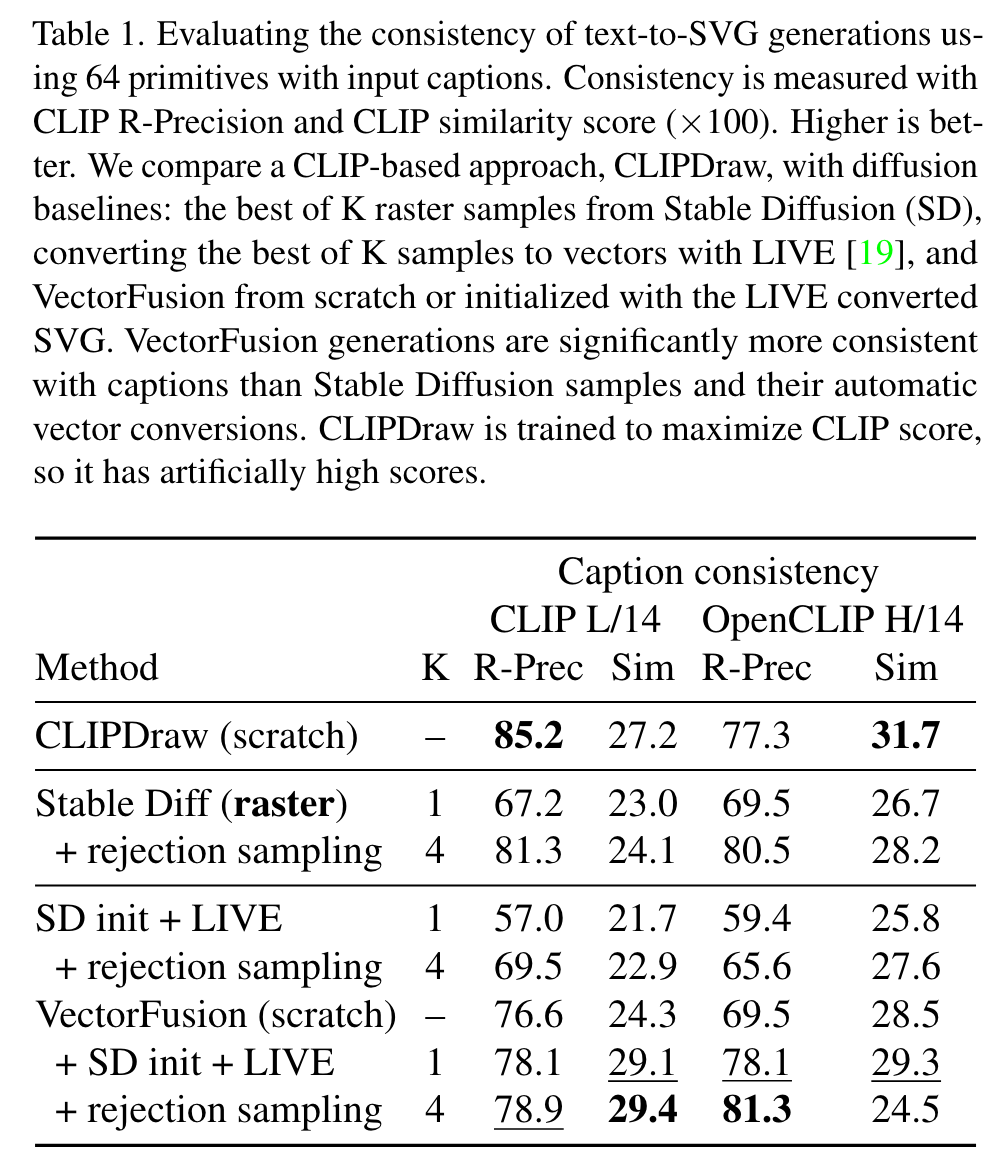 Table 1. Evaluating the consistency of text-to-SVG generations us-
ing 64 primitives with input captions. Consistency is measured with
CLIP R-Precision and CLIP similarity score (×100). Higher is bet-
ter. We compare a CLIP-based approach, CLIPDraw, with diffusion
baselines: the best of K raster samples from Stable Diffusion (SD),
converting the best of K samples to vectors with LIVE [19], and
VectorFusion from scratch or initialized with the LIVE converted
SVG. VectorFusion generations are significantly more consistent
with captions than Stable Diffusion samples and their automatic
vector conversions. CLIPDraw is trained to maximize CLIP score,
so it has artificially high scores.
Caption consistency
CLIP L/14 OpenCLIP H/14
Method K R-Prec Sim R-Prec Sim
CLIPDraw (scratch) – 85.2 27.2 77.3 31.7
Stable Diff (raster) 1 67.2 23.0 69.5 26.7
+ rejection sampling 4 81.3 24.1 80.5 28.2
SD init + LIVE 1 57.0 21.7 59.4 25.8
+ rejection sampling 4 69.5 22.9 65.6 27.6
VectorFusion (scratch) – 76.6 24.3 69.5 28.5
+ SD init + LIVE 1 78.1 29.1 78.1 29.3
+ rejection sampling 4 78.9 29.4 81.3 24.5